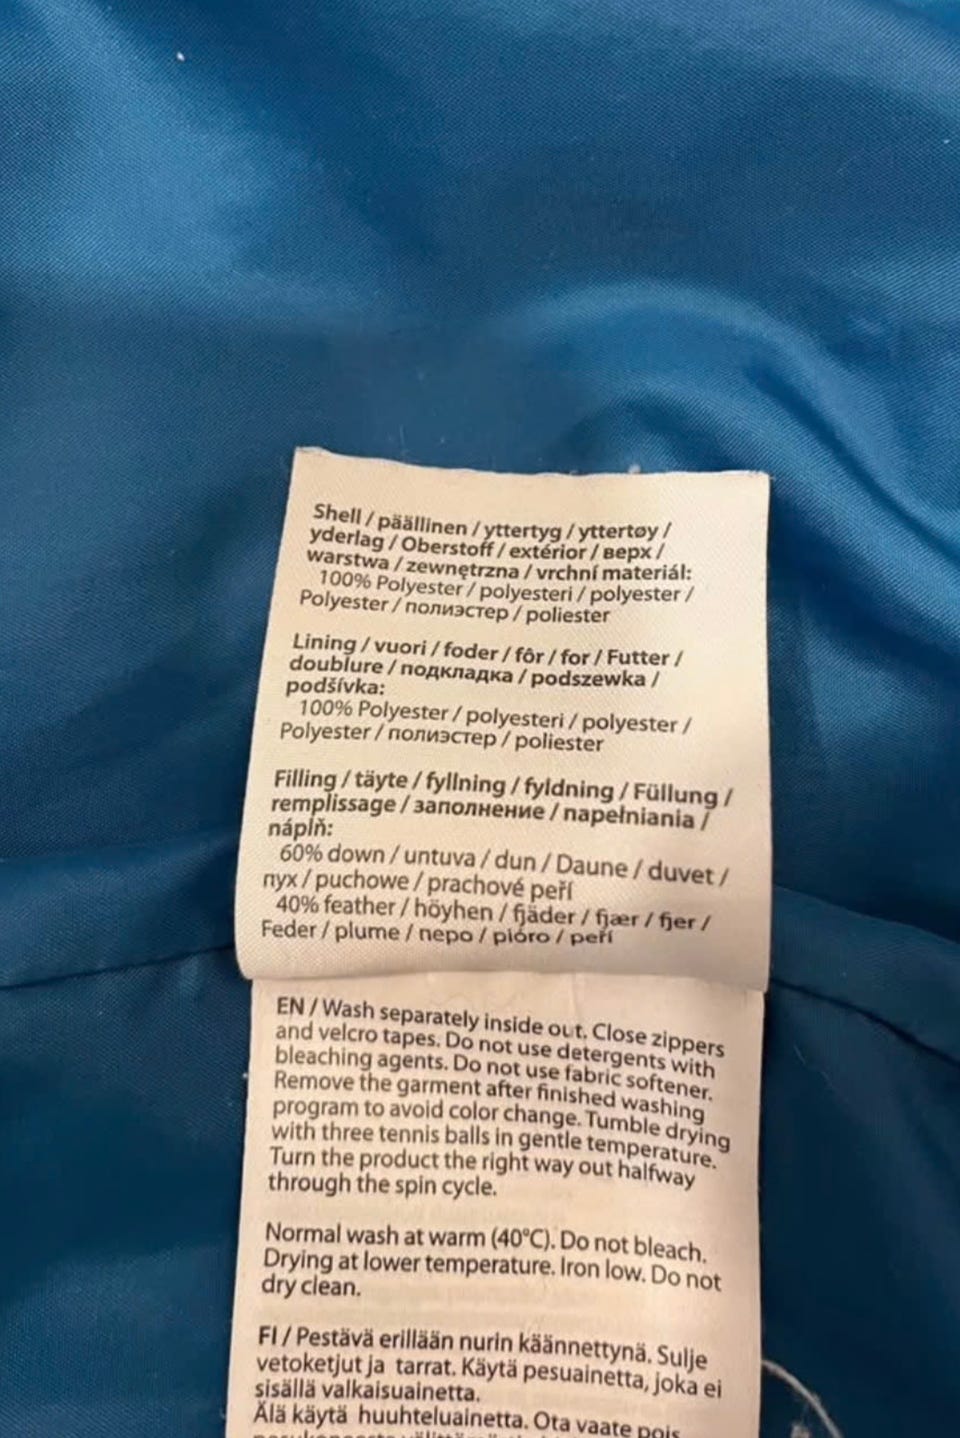 Shell / päällinen / yttertyg / yttertøy /
yderlag / Oberstoff / extérior / верх /
warstwa / zewnętrzna / vrchní materiál:
100% Polyester / polyesteri / polyester /
Polyester / полиэстер / poliester
Lining / vuori / foder / fôr / for / Futter /
doublure / подкладка / podszewka /
podšívka:
100% Polyester / polyesteri / polyester /
Polyester / полиэстер / poliester
Filling / täyte / fyllning / fyldning / Füllung /
remplissage / заполнение / napełniania /
náplň:
60% down / untuva / dun / Daune / duvet /
пух / puchowe / prachové peří
40% feather / höyhen / fjäder / fjær / fjer /
Feder / plume / перо / pióro / peří
EN / Wash separately inside out. Close zippers
and velcro tapes. Do not use detergents with
bleaching agents. Do not use fabric softener.
Remove the garment after finished washing
program to avoid color change. Tumble drying
with three tennis balls in gentle temperature.
Turn the product the right way out halfway
through the spin cycle.
Normal wash at warm (40°C). Do not bleach.
Drying at lower temperature. Iron low. Do not
dry clean.
FI / Pestävä erillään nurin käännettynä. Sulje
vetoketjut ja tarrat. Käytä pesuainetta, joka ei
sisällä valkaisuainetta.
Älä käytä huuhteluainetta. Ota vaate pois